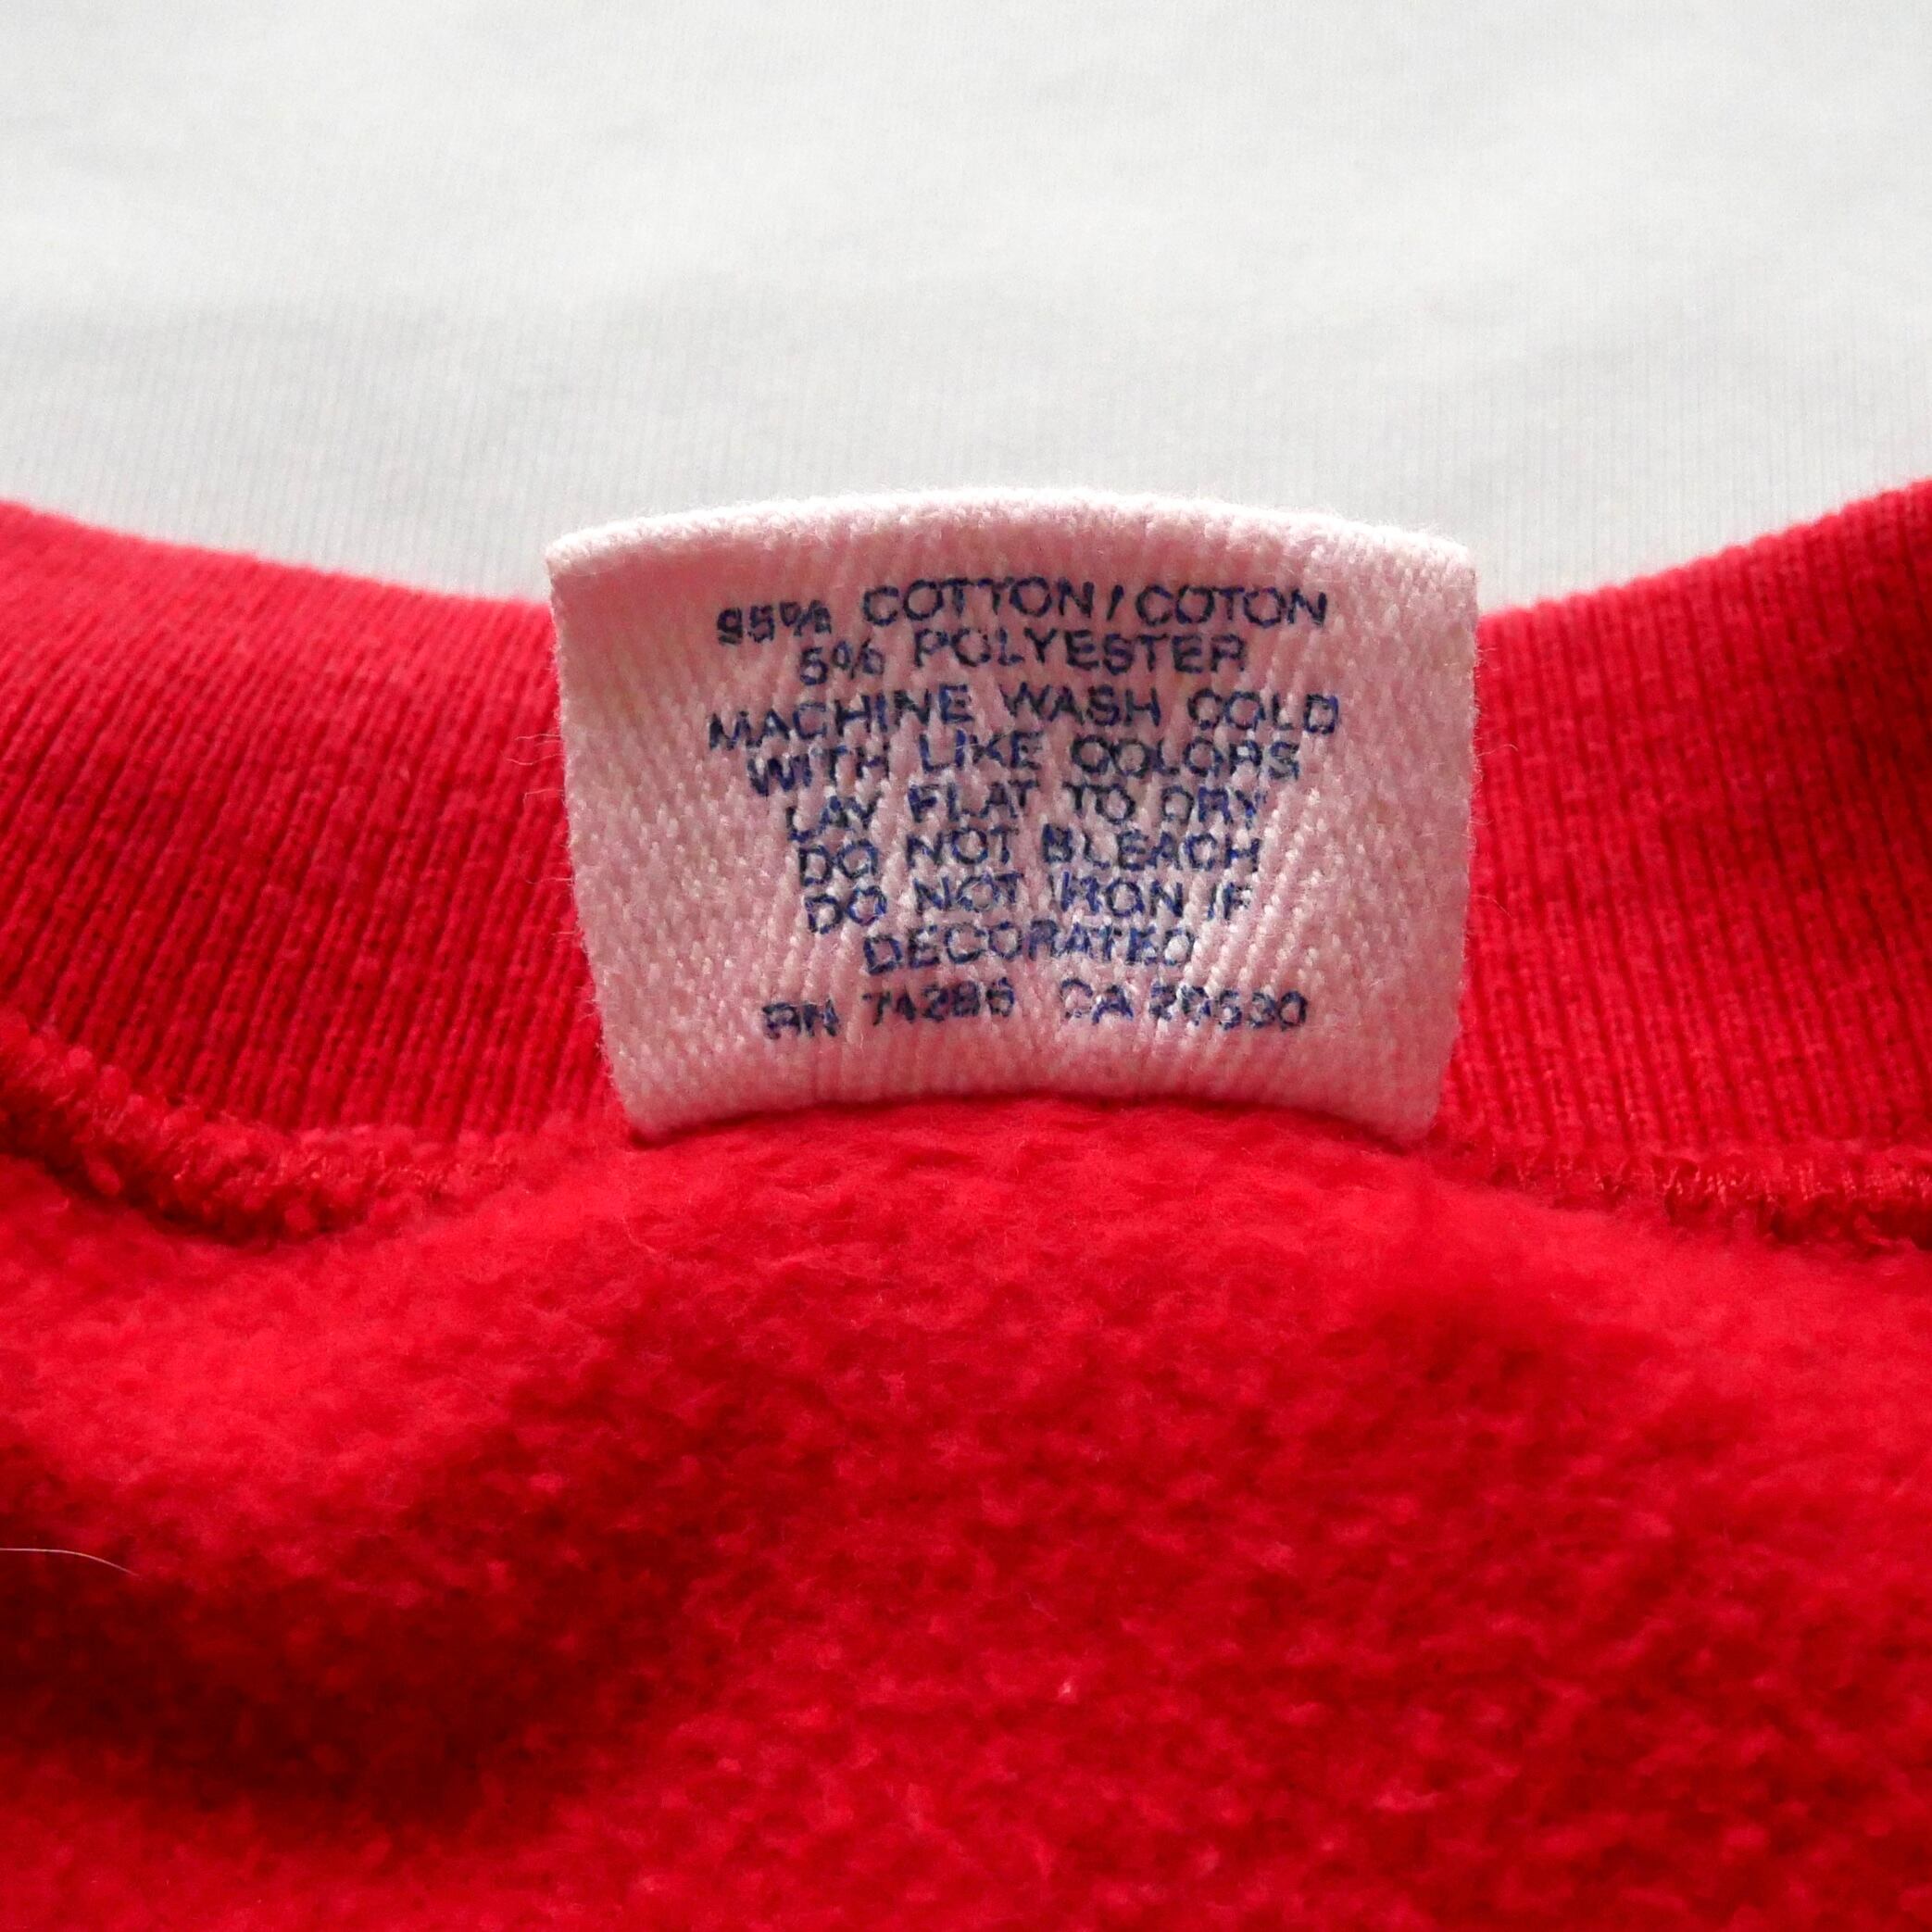 95% COTTON/COTON
5% POLYESTER
MACHINE WASH COLD
WITH LIKE COLORS
LAY FLAT TO DRY
DO NOT BLEACH
DO NOT IRON IF
DECORATED
RN 74286 CA